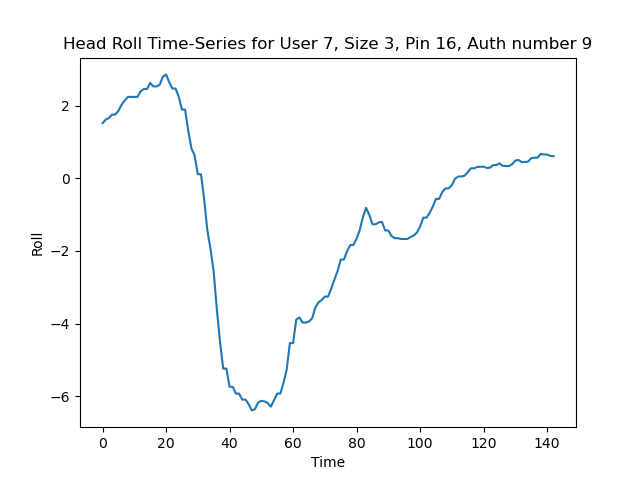 Head Roll Time-Series for User 7, Size 3, Pin 16, Auth number 9
2
0
−2
−4
−6
Roll
0 20 40 60 80 100 120 140
Time